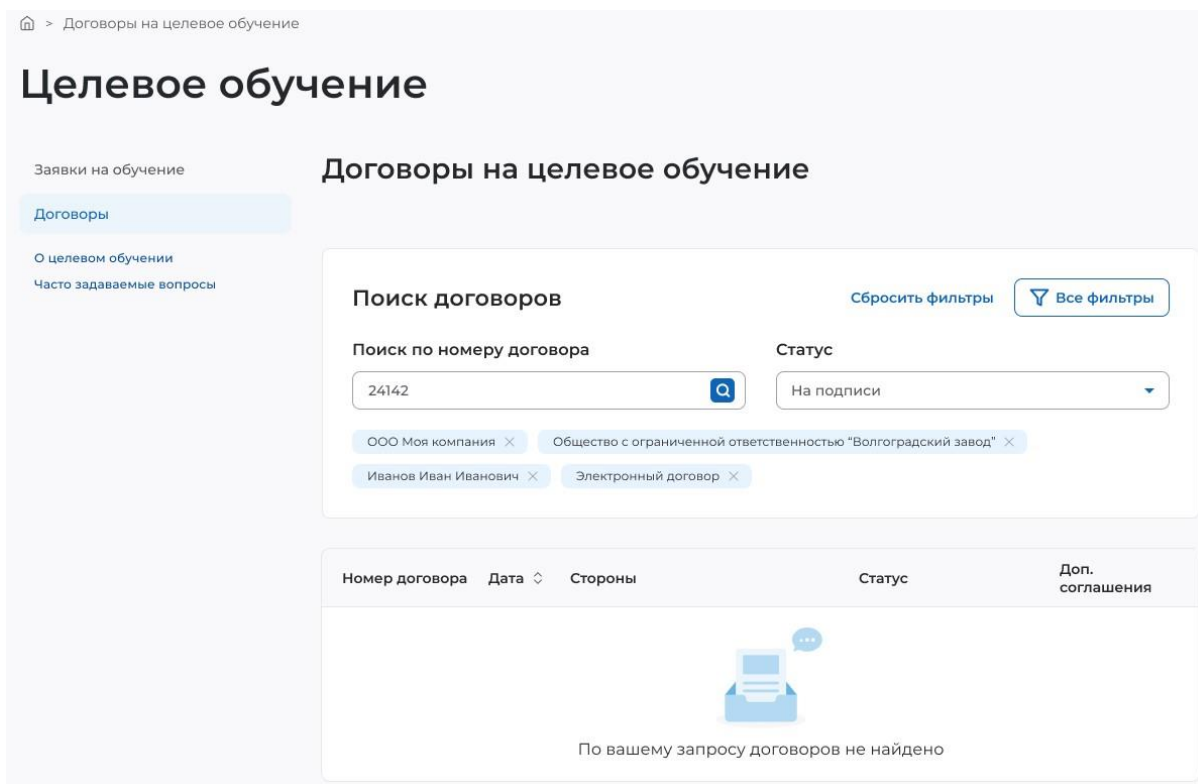 > Договоры на целевое обучение
Целевое обучение
Заявки на обучение
Договоры
О целевом обучении
Часто задаваемые вопросы
Договоры на целевое обучение
Поиск договоров
Сбросить фильтры
Все фильтры
Поиск по номеру договора
Статус
24142
На подписи
ООО Моя компания ×
Общество с ограниченной ответственностью “Волгоградский завод” ×
Иванов Иван Иванович ×
Электронный договор ×
Номер договора
Дата
Стороны
Статус
Доп.
соглашения
По вашему запросу договоров не найдено